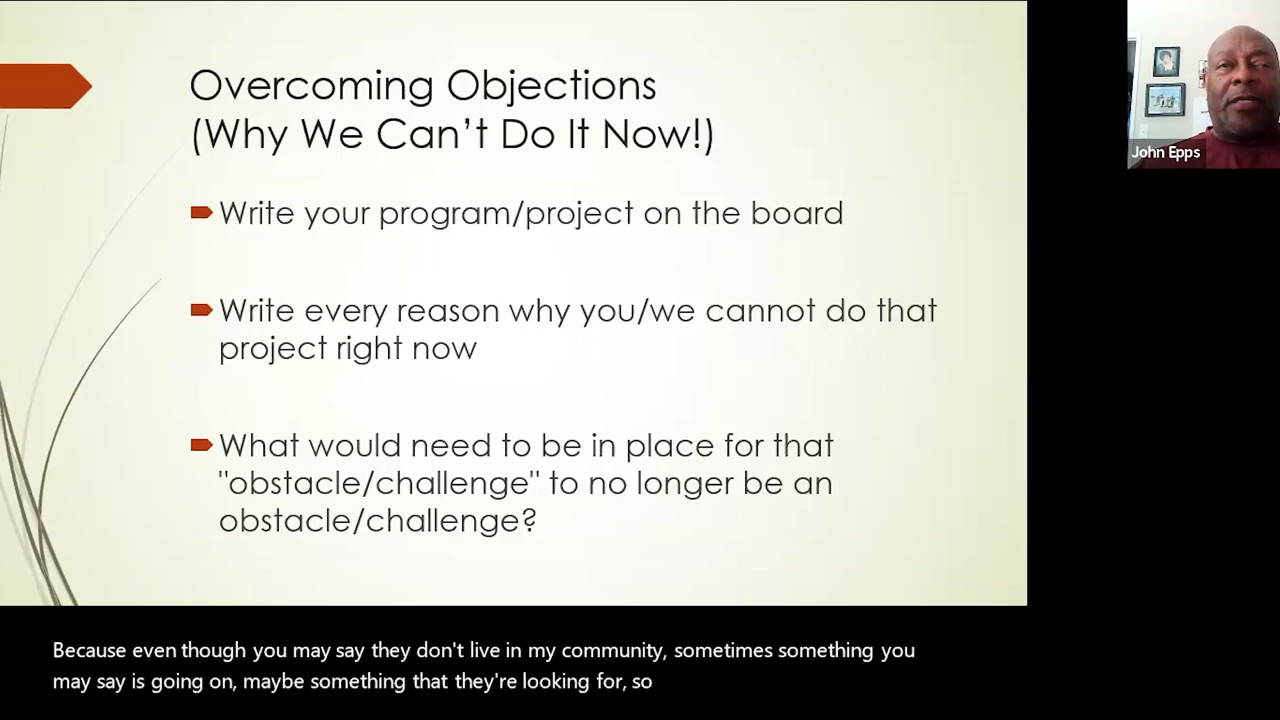 Overcoming Objections
(Why We Can't Do It Now!)
Write your program/project on the board
Write every reason why you/we cannot do that
project right now
What would need to be in place for that
"obstacle/challenge" to no longer be an
obstacle/challenge?
John Epps
Because even though you may say they don't live in my community, sometimes something you
may say is going on, maybe something that they're looking for, so